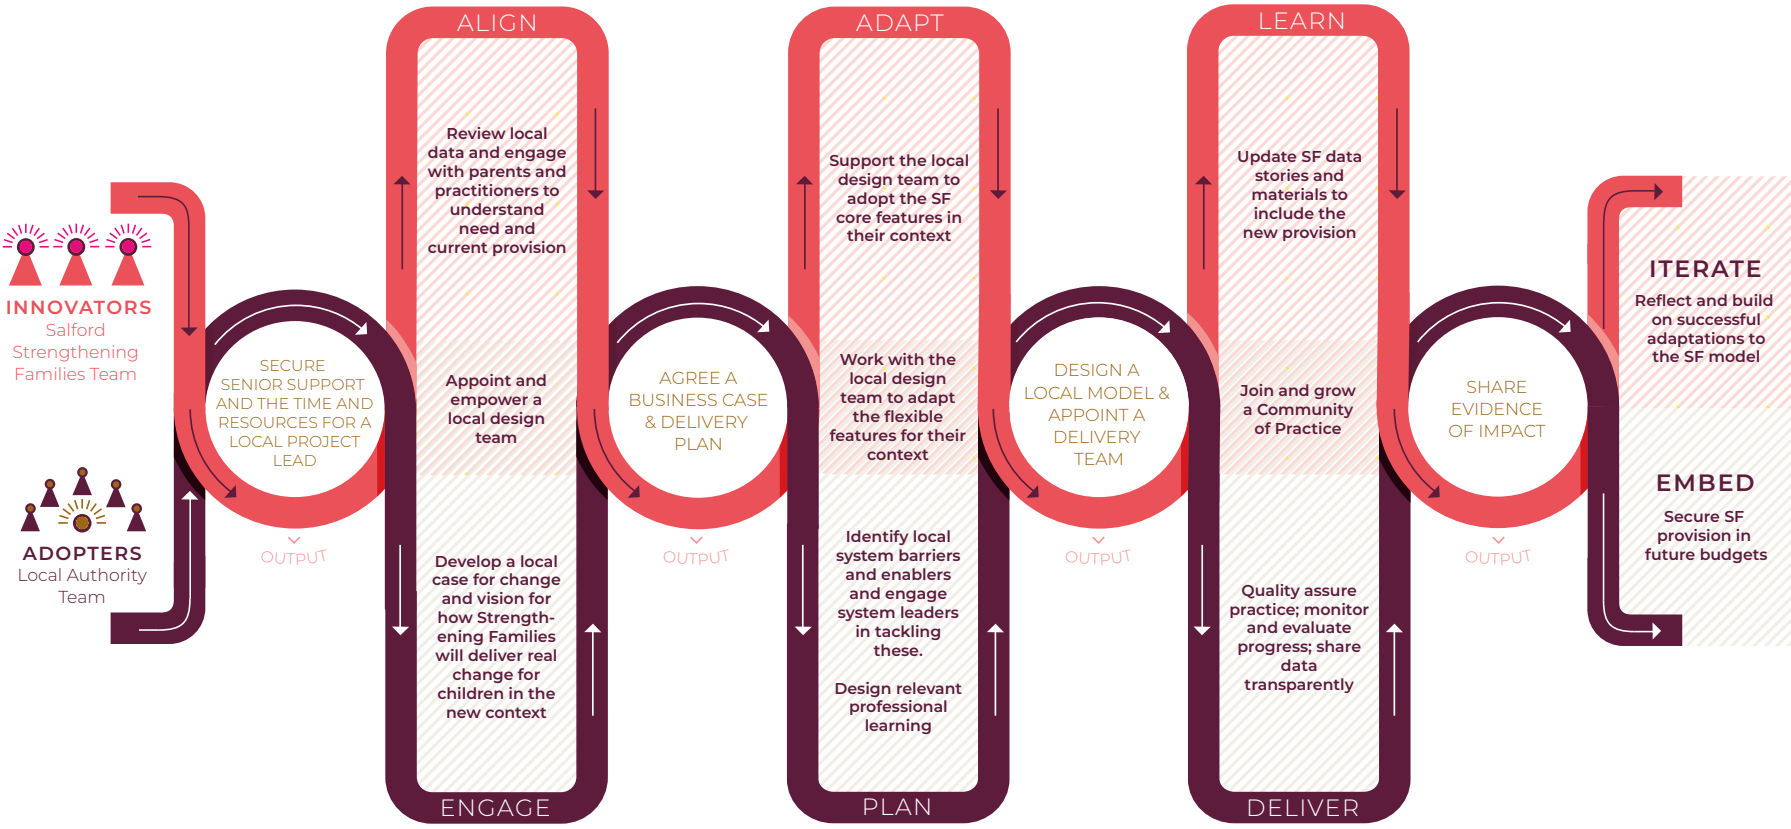 INNOVATORS
Salford
Strengthening
Families Team
ADOPTERS
Local Authority
Team
SECURE
SENIOR SUPPORT
AND THE TIME AND
RESOURCES FOR A
LOCAL PROJECT
LEAD
OUTPUT
ALIGN
Review local
data and engage
with parents and
practitioners to
understand
need and
current provision
Appoint and
empower a
local design
team
Develop a local
case for change
and vision for
how Strength-
ening Families
will deliver real
change for
children in the
new context
ENGAGE
AGREE A
BUSINESS CASE
& DELIVERY
PLAN
OUTPUT
ADAPT
Support the local
design team to
adopt the SF
core features in
their context
Work with the
local design
team to adapt
the flexible
features for their
context
Identify local
system barriers
and enablers
and engage
system leaders
in tackling
these.
Design relevant
professional
learning
PLAN
DESIGN A
LOCAL MODEL &
APPOINT A
DELIVERY
TEAM
OUTPUT
LEARN
Update SF data
stories and
materials to
include the
new provision
Join and grow
a Community
of Practice
Quality assure
practice; monitor
and evaluate
progress; share
data
transparently
DELIVER
SHARE
EVIDENCE
OF IMPACT
OUTPUT
ITERATE
Reflect and build
on successful
adaptations to
the SF model
EMBED
Secure SF
provision in
future budgets